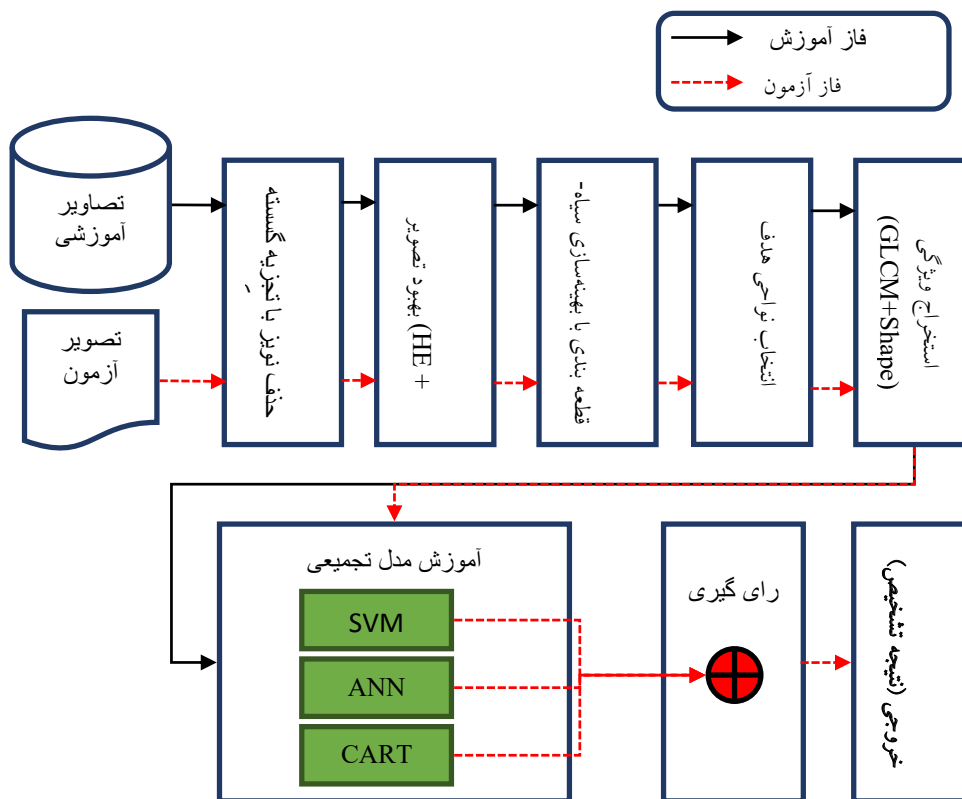 فاز آموزش
فاز آزمون
تصاویر
آموزشی
تصویر
آزمون
حذف نویز با تجزیه گسسته
بهبود تصویر (HE +
قطعه بندی با بهینه‌سازی سیاه-
انتخاب نواحی هدف
استخراج ویژگی
(GLCM+Shape)
آموزش مدل تجمیعی
SVM
ANN
CART
رای گیری
خروجی (نتیجه تشخیص)